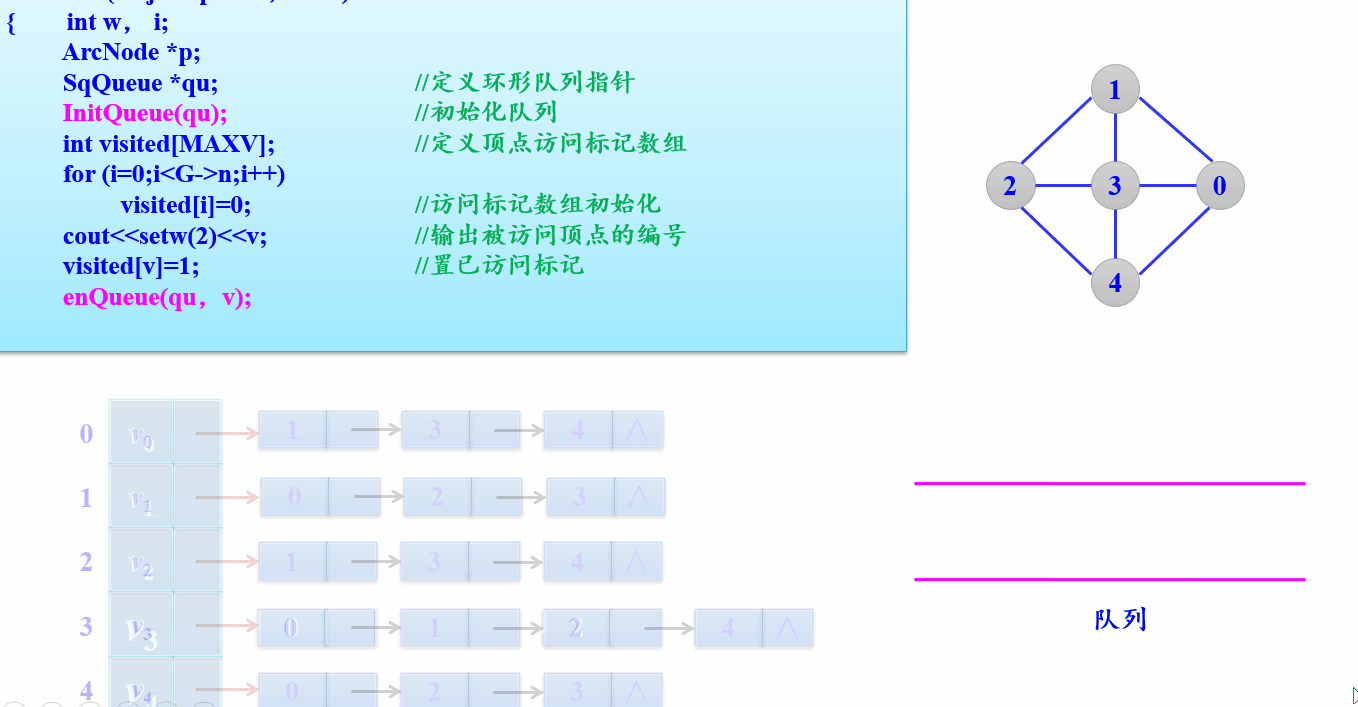 { int w， i;
ArcNode *p;
SqQueue *qu; //定义环形队列指针
InitQueue(qu); //初始化队列
int visited[MAXV]; //定义顶点访问标记数组
for (i=0;i<G->n;i++)
visited[i]=0; //访问标记数组初始化
cout<<setw(2)<<v; //输出被访问顶点的编号
visited[v]=1; //置已访问标记
enQueue(qu，v);
1
2 3 0
4
0 v0 1 3 4 ∧
1 v1 0 2 3 ∧
2 v2 1 3 4 ∧
3 v3 0 1 2 4 ∧
4 v4 0 2 3 ∧
队列